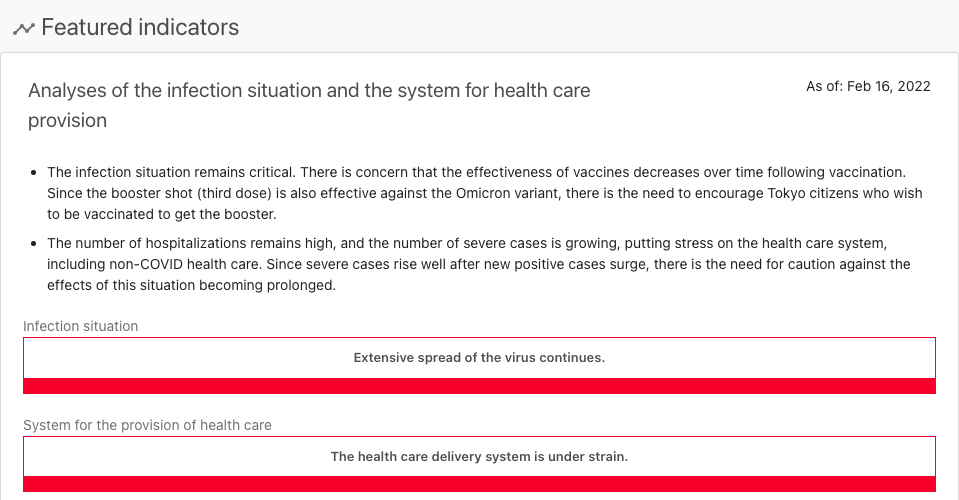 Featured indicators
Analyses of the infection situation and the system for health care
provision
As of: Feb 16, 2022
The infection situation remains critical. There is concern that the effectiveness of vaccines decreases over time following vaccination.
Since the booster shot (third dose) is also effective against the Omicron variant, there is the need to encourage Tokyo citizens who wish
to be vaccinated to get the booster.
The number of hospitalizations remains high, and the number of severe cases is growing, putting stress on the health care system,
including non-COVID health care. Since severe cases rise well after new positive cases surge, there is the need for caution against the
effects of this situation becoming prolonged.
Infection situation
Extensive spread of the virus continues.
System for the provision of health care
The health care delivery system is under strain.